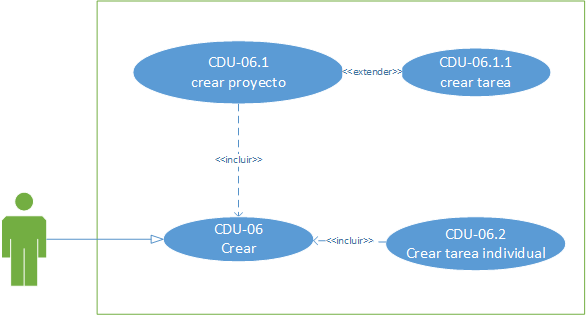 CDU-06.1
crear proyecto
<<extender>>
CDU-06.1.1
crear tarea
<<incluir>>
CDU-06
Crear
<<incluir>>
CDU-06.2
Crear tarea individual